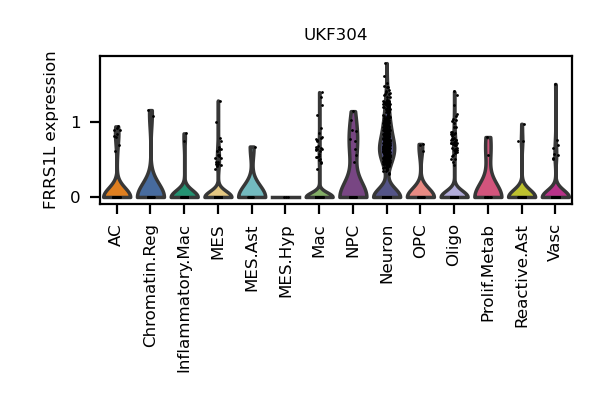 UKF304
FRRS1L expression
1
0
AC
Chromatin.Reg
Inflammatory.Mac
MES
MES.Ast
MES.Hyp
Mac
NPC
Neuron
OPC
Oligo
Prolif.Metab
Reactive.Ast
Vasc